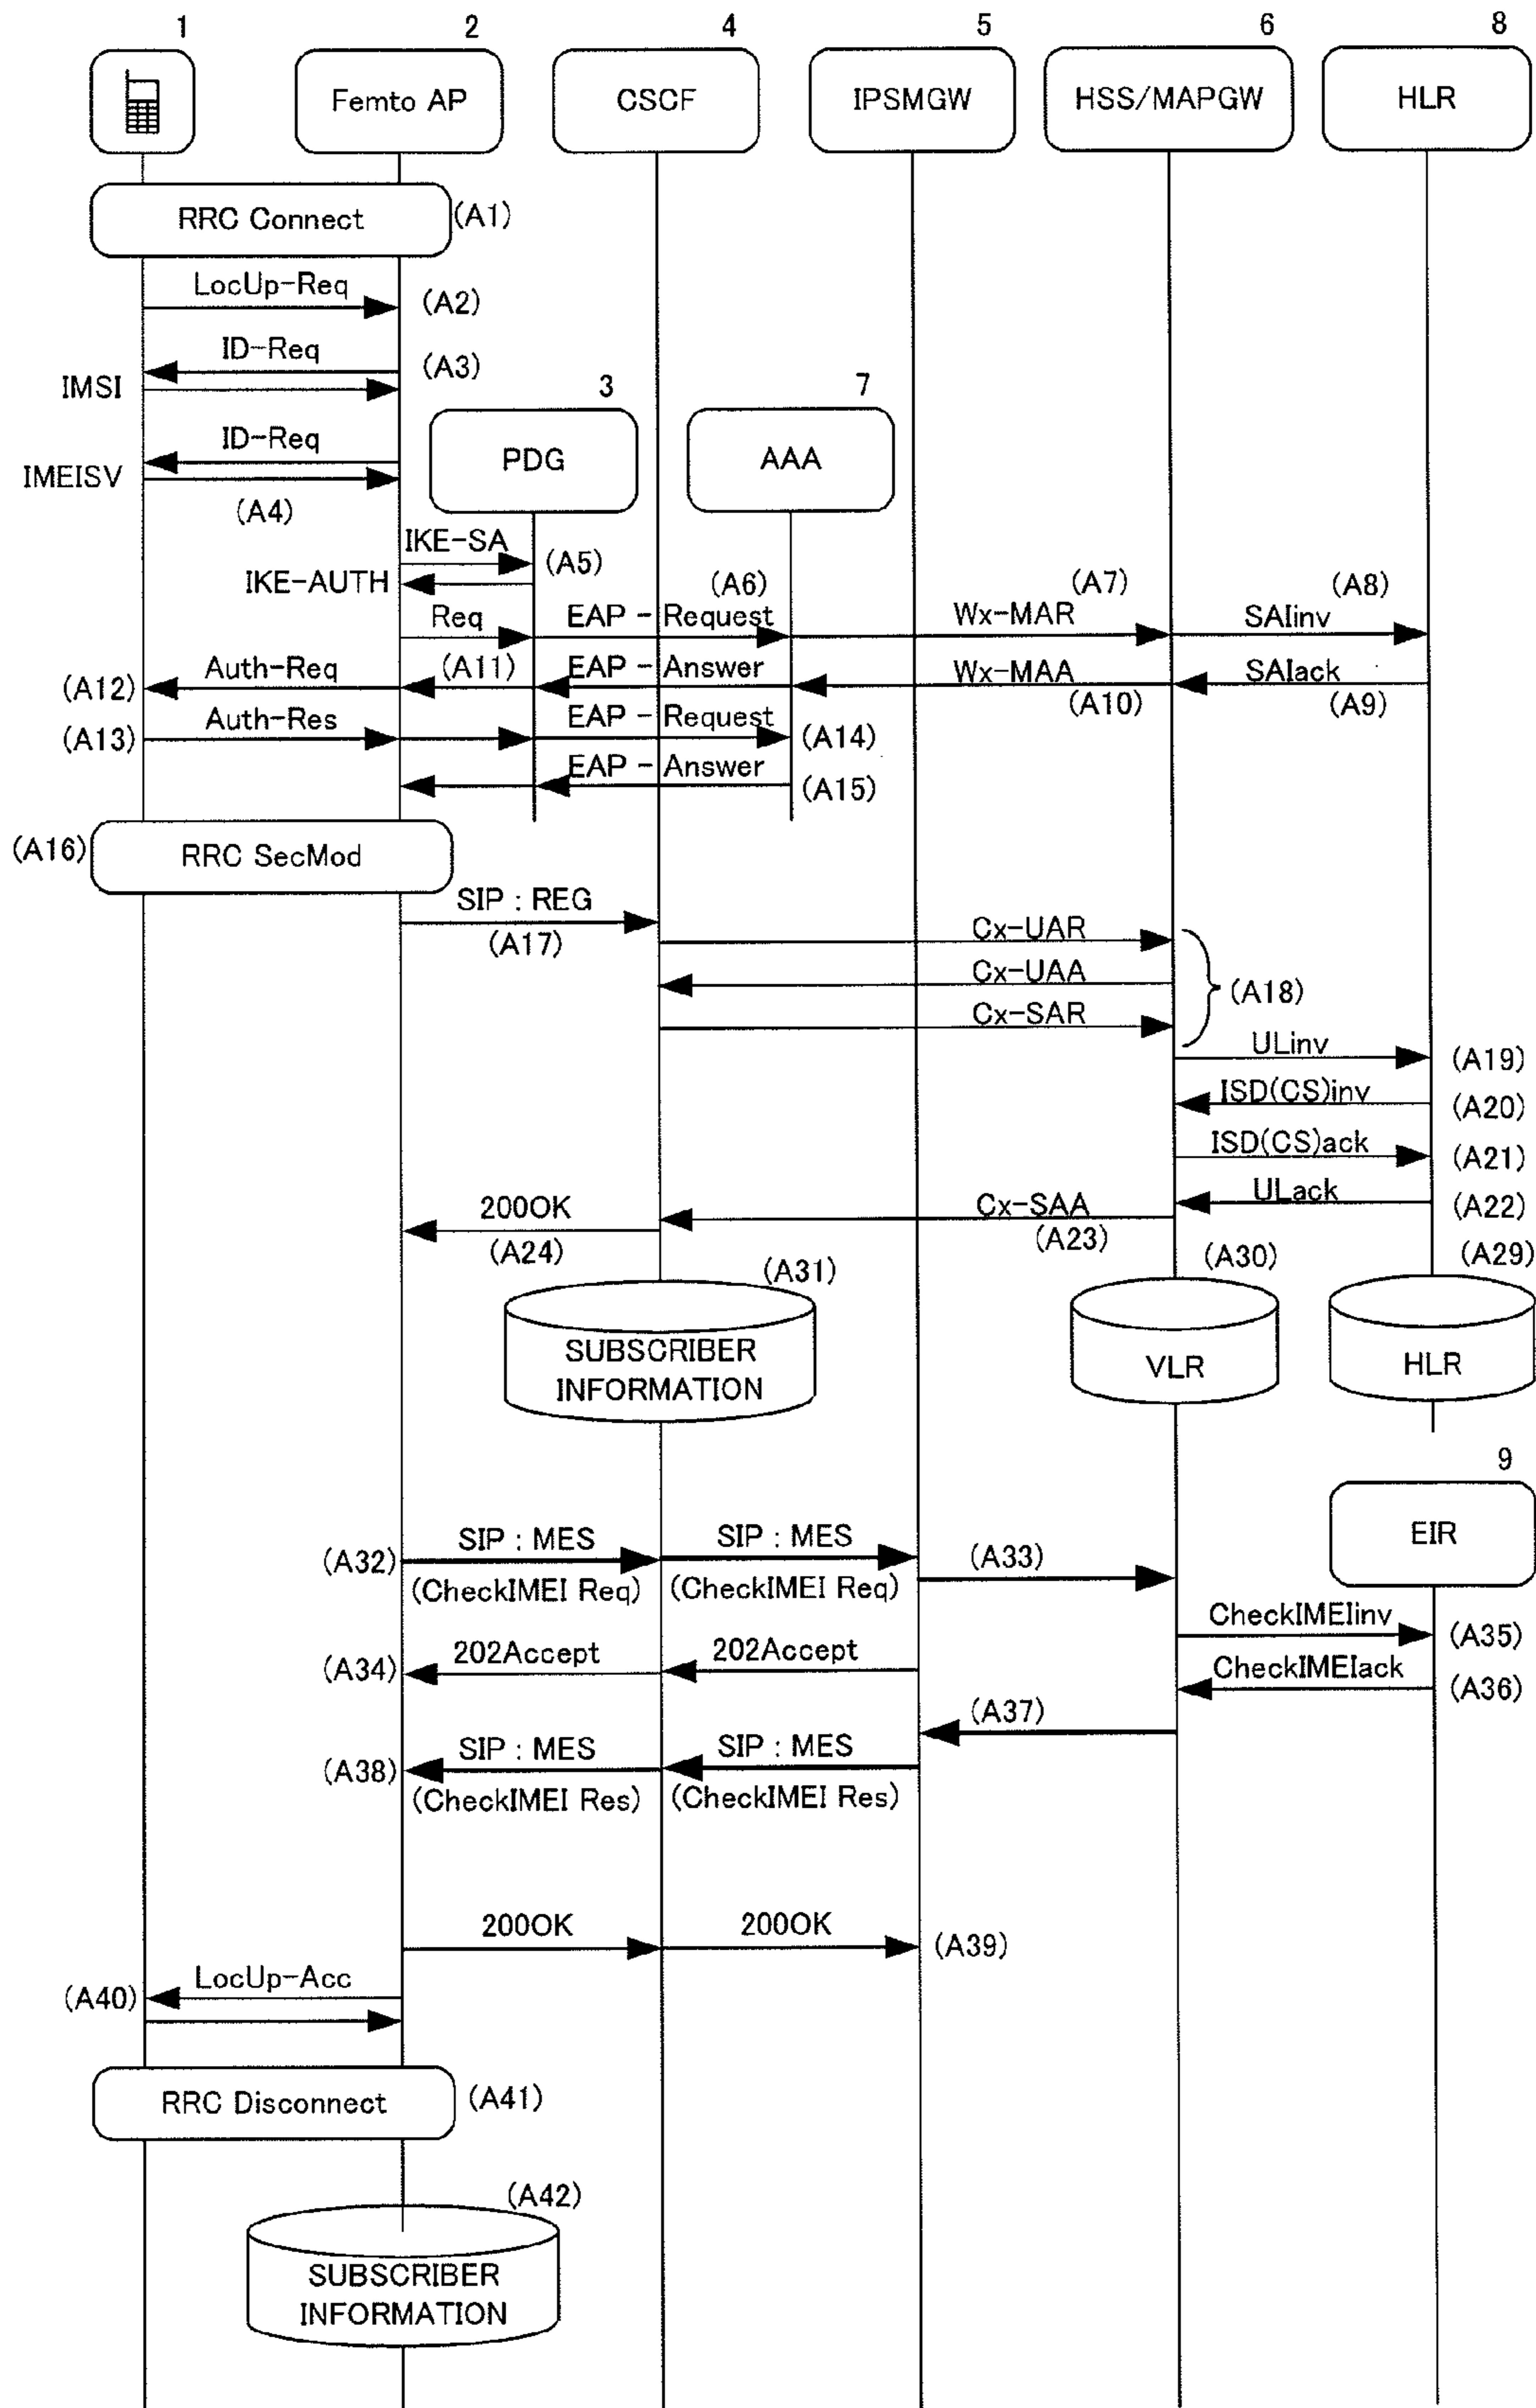 1 2 4 5 6 8
Femto AP CSCF IPSMGW HSS/MAPGW HLR
RRC Connect (A1)
LocUp-Req (A2)
ID-Req (A3)
IMSI
3 7
ID-Req
PDG AAA
IMEISV
(A4)
IKE-SA (A5)
IKE-AUTH (A6) (A7) (A8)
Req EAP - Request Wx-MAR SAIinv
(A12) Auth-Req (A11) EAP - Answer Wx-MAA SAIack
(A10) (A9)
(A13) Auth-Res EAP - Request (A14)
EAP - Answer (A15)
(A16) RRC SecMod
SIP : REG
(A17)
Cx-UAR
Cx-UAA
(A18)
Cx-SAR
ULinv (A19)
ISD(CS)inv (A20)
ISD(CS)ack (A21)
ULack (A22)
200OK Cx-SAA
(A24) (A23)
(A31) (A30) (A29)
SUBSCRIBER
INFORMATION
VLR HLR
9
EIR
(A32) SIP : MES SIP : MES (A33)
(CheckIMEI Req) (CheckIMEI Req)
CheckIMEIinv (A35)
(A34) 202Accept 202Accept
CheckIMEIack (A36)
(A37)
(A38) SIP : MES SIP : MES
(CheckIMEI Res) (CheckIMEI Res)
200OK 200OK (A39)
(A40) LocUp-Acc
RRC Disconnect (A41)
(A42)
SUBSCRIBER
INFORMATION